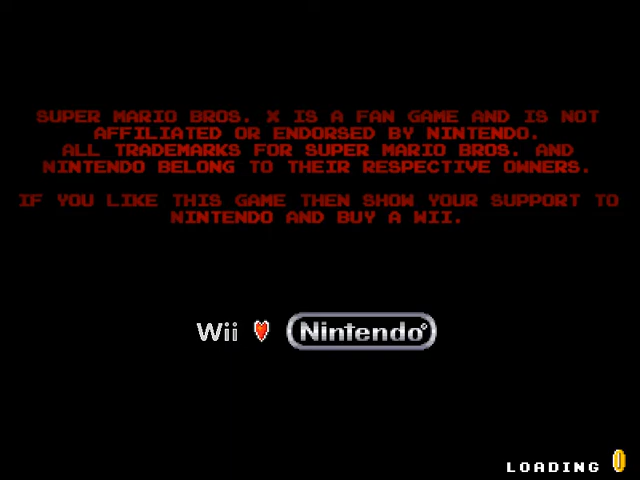 SUPER MARIO BROS. X IS A FAN GAME AND IS NOT
AFFILIATED OR ENDORSED BY NINTENDO.
ALL TRADEMARKS FOR SUPER MARIO BROS. AND
NINTENDO BELONG TO THEIR RESPECTIVE OWNERS.
IF YOU LIKE THIS GAME THEN SHOW YOUR SUPPORT TO
NINTENDO AND BUY A WII.
Wii Nintendo®
LOADING